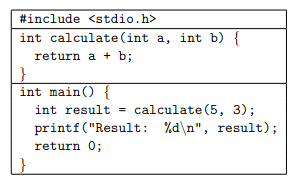 #include <stdio.h>
int calculate(int a, int b) {
return a + b;
}
int main() {
int result = calculate(5, 3);
printf("Result: %d\n", result);
return 0;
}